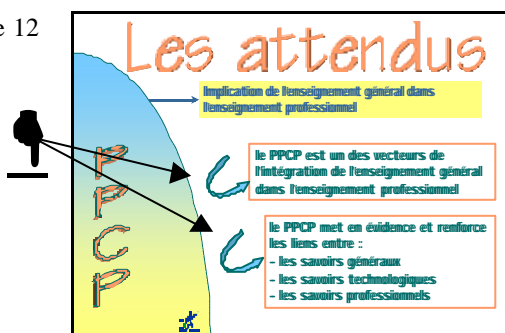 e 12
Les attendus
Implication de l'enseignement général dans
l'enseignement professionnel
P
P
C
P
le PPCP est un des vecteurs de
l'intégration de l'enseignement général
dans l'enseignement professionnel
le PPCP met en évidence et renforce
les liens entre :
- les savoirs généraux
- les savoirs technologiques
- les savoirs professionnels